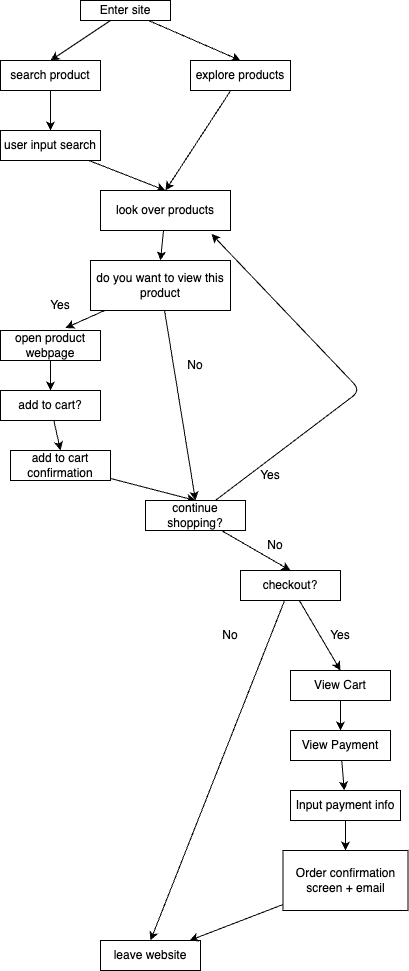 Enter site
search product
explore products
user input search
look over products
do you want to view this
product
Yes
open product
webpage
No
add to cart?
add to cart
confirmation
Yes
continue
shopping?
No
checkout?
No
Yes
View Cart
View Payment
Input payment info
Order confirmation
screen + email
leave website